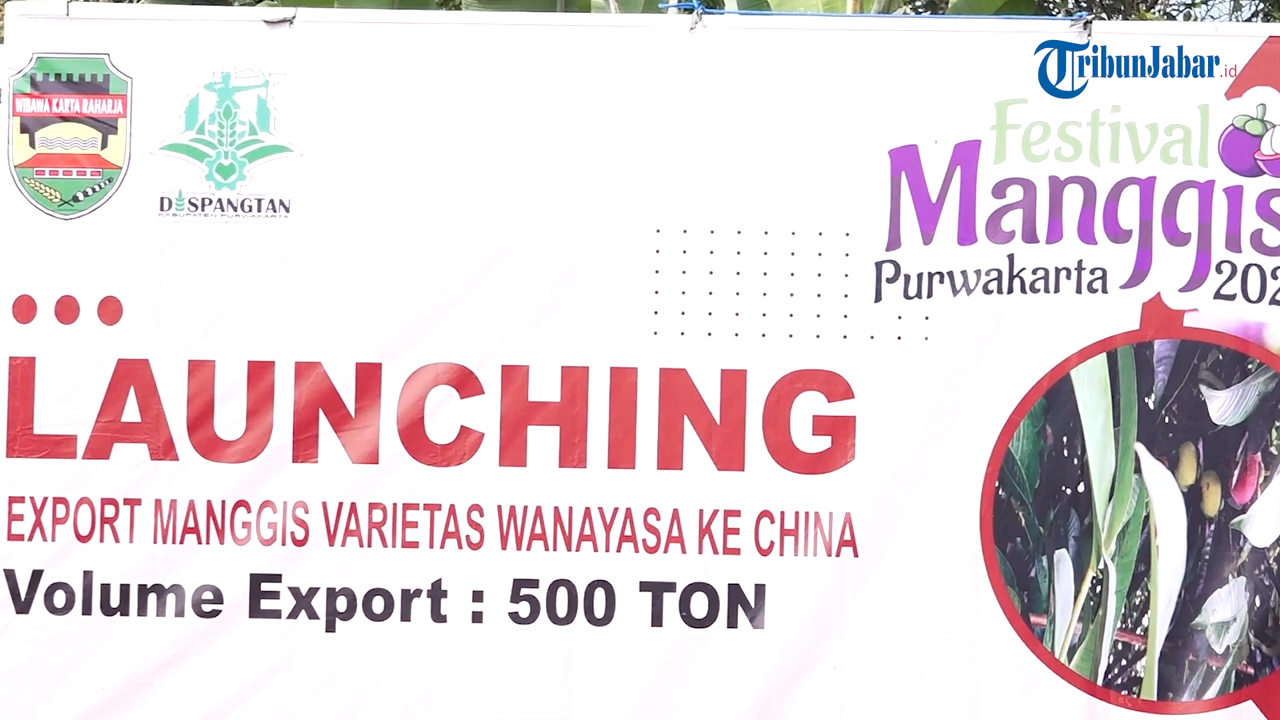 TribunJabar.id
WIBAWA KARTA RAHARJA
DISPANGTAN
KABUPATEN PURWAKARTA
Festival
Manggis
Purwakarta 202
LAUNCHING
EXPORT MANGGIS VARIETAS WANAYASA KE CHINA
Volume Export : 500 TON